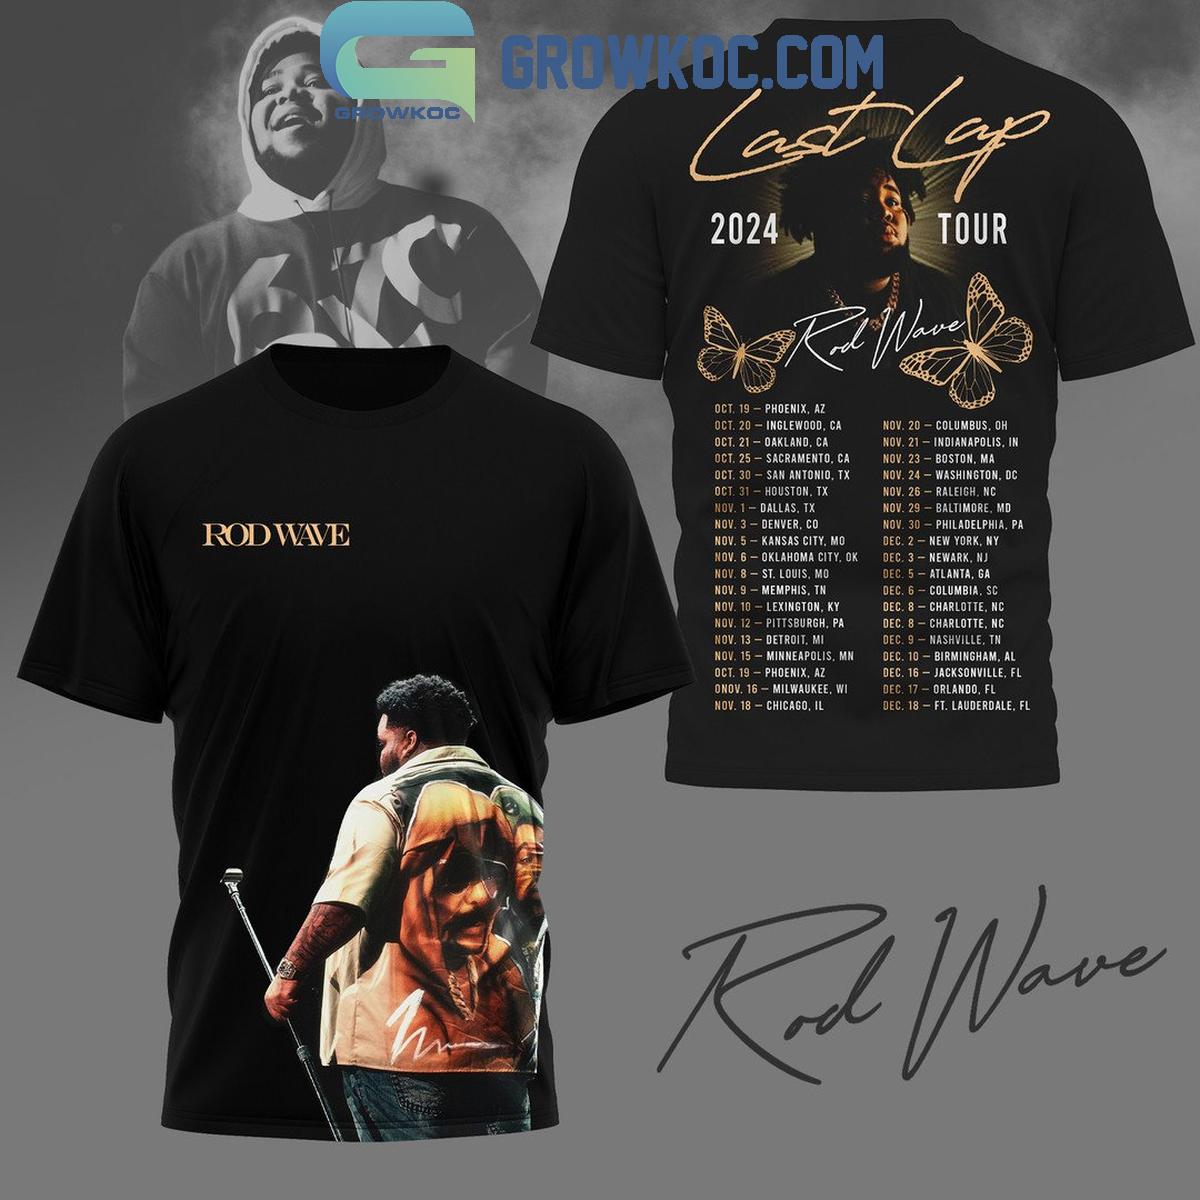 GROWKOC
GROWKOC.COM
Last Lap
2024 TOUR
Rod Wave
OCT. 19 – PHOENIX, AZ
OCT. 20 – INGLEWOOD, CA
OCT. 21 – OAKLAND, CA
OCT. 25 – SACRAMENTO, CA
OCT. 30 – SAN ANTONIO, TX
OCT. 31 – HOUSTON, TX
NOV. 1 – DALLAS, TX
NOV. 3 – DENVER, CO
NOV. 5 – KANSAS CITY, MO
NOV. 6 – OKLAHOMA CITY, OK
NOV. 8 – ST. LOUIS, MO
NOV. 9 – MEMPHIS, TN
NOV. 10 – LEXINGTON, KY
NOV. 12 – PITTSBURGH, PA
NOV. 13 – DETROIT, MI
NOV. 15 – MINNEAPOLIS, MN
OCT. 19 – PHOENIX, AZ
ONOV. 16 – MILWAUKEE, WI
NOV. 18 – CHICAGO, IL
NOV. 20 – COLUMBUS, OH
NOV. 21 – INDIANAPOLIS, IN
NOV. 23 – BOSTON, MA
NOV. 24 – WASHINGTON, DC
NOV. 26 – RALEIGH, NC
NOV. 29 – BALTIMORE, MD
NOV. 30 – PHILADELPHIA, PA
DEC. 2 – NEW YORK, NY
DEC. 3 – NEWARK, NJ
DEC. 5 – ATLANTA, GA
DEC. 6 – COLUMBIA, SC
DEC. 8 – CHARLOTTE, NC
DEC. 8 – CHARLOTTE, NC
DEC. 9 – NASHVILLE, TN
DEC. 10 – BIRMINGHAM, AL
DEC. 16 – JACKSONVILLE, FL
DEC. 17 – ORLANDO, FL
DEC. 18 – FT. LAUDERDALE, FL
ROD WAVE
Rod Wave